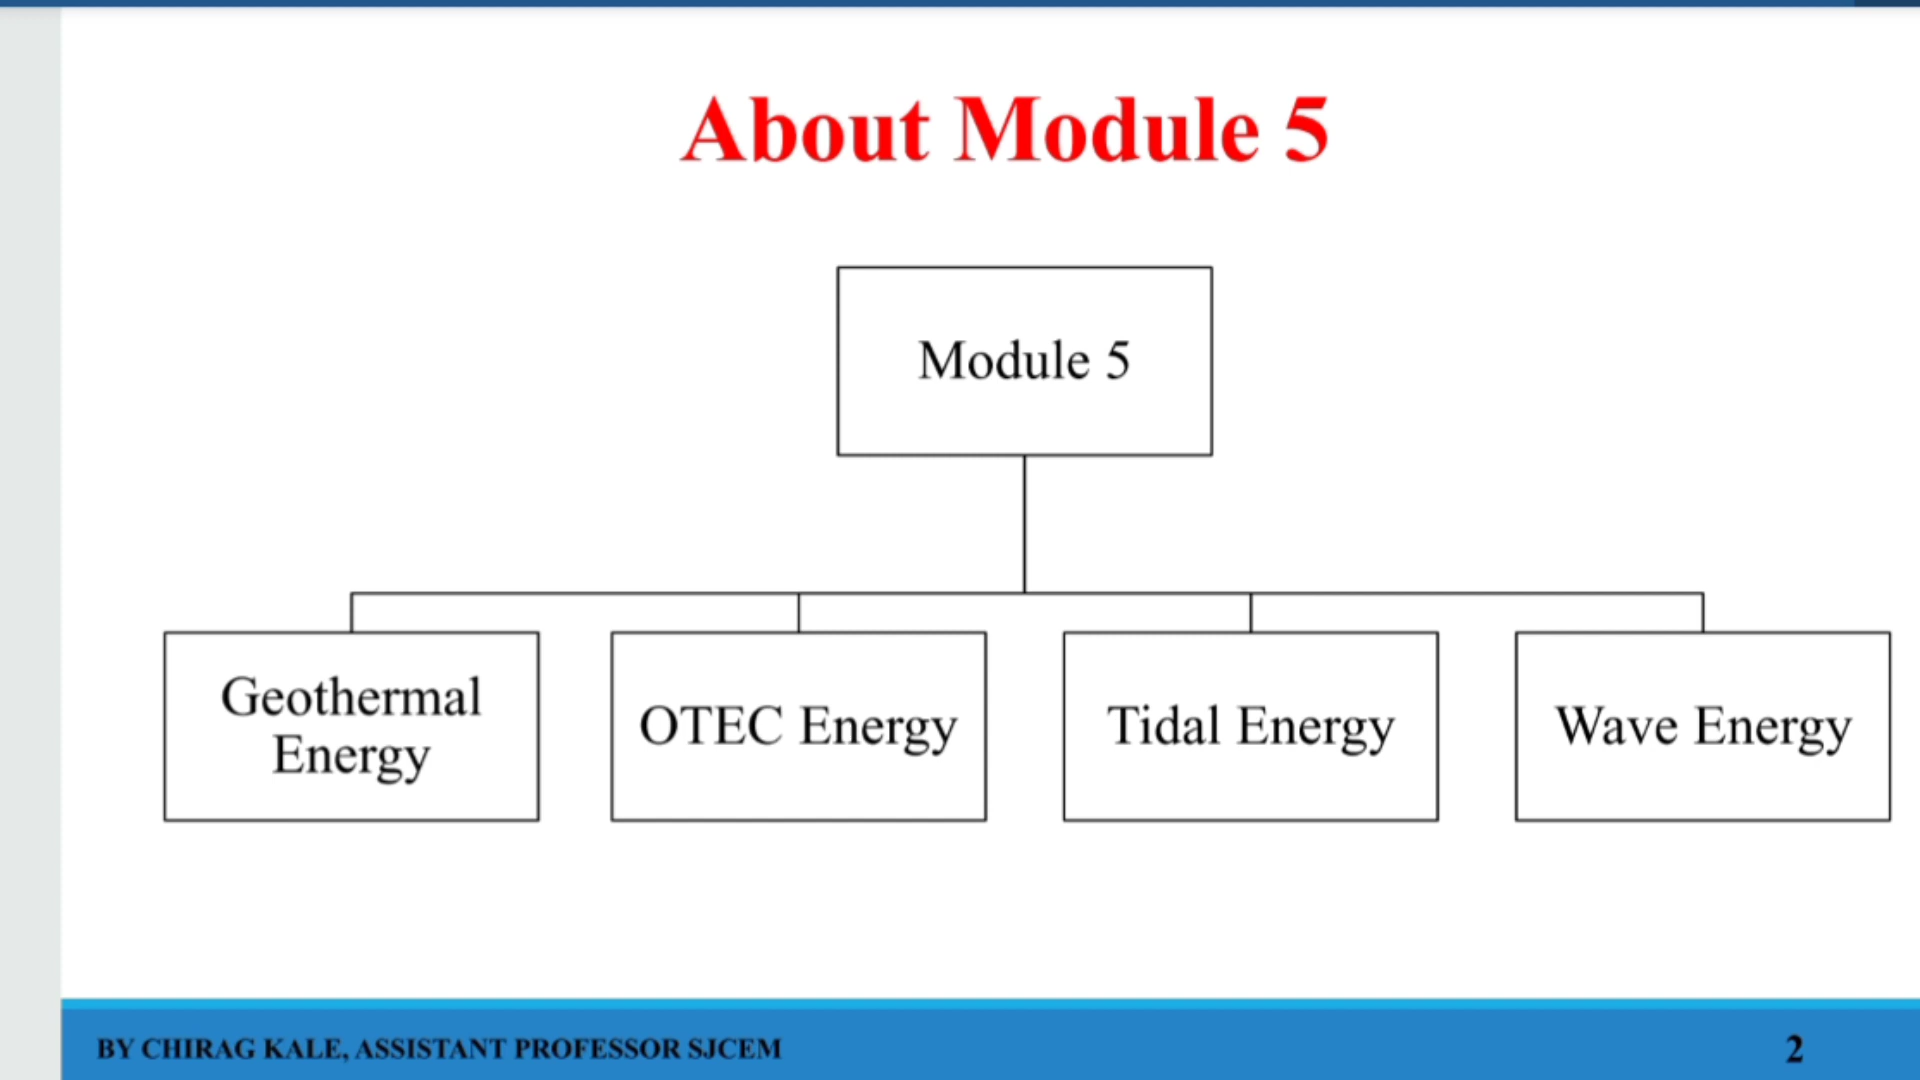 About Module 5
Module 5
Geothermal
Energy
OTEC Energy
Tidal Energy
Wave Energy
BY CHIRAG KALE, ASSISTANT PROFESSOR SJCEM
2